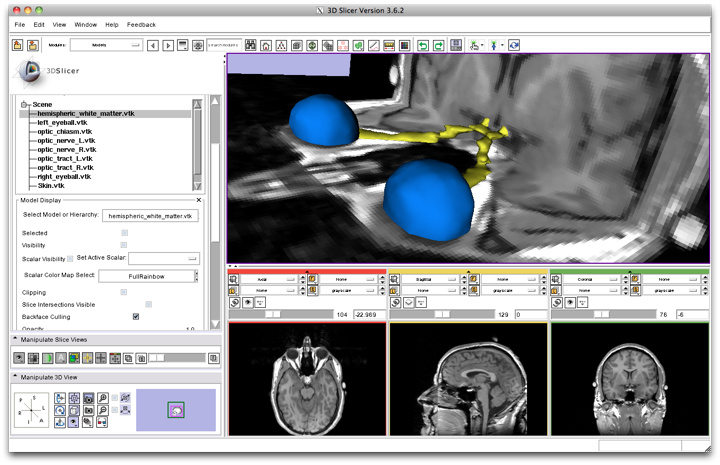 3D Slicer Version 3.6.2
File Edit View Window Help Feedback
Modules: Models
search modules
3DSlicer
Scene
hemispheric_white_matter.vtk
left_eyeball.vtk
optic_chiasm.vtk
optic_nerve_L.vtk
optic_nerve_R.vtk
optic_tract_L.vtk
optic_tract_R.vtk
right_eyeball.vtk
Skin.vtk
Model Display
Select Model or Hierarchy: hemispheric_white_matter.vtk
Selected
Visibility
Scalar Visibility Set Active Scalar:
Scalar Color Map Select: FullRainbow
Clipping
Slice Intersections Visible
Backface Culling
Opacity 1.0
Manipulate Slice Views
Manipulate 3D View
P S
R L
I A
Axial None
None grayscale
104 -22.969
Sagittal None
None grayscale
129 0
Coronal None
None grayscale
76 -6